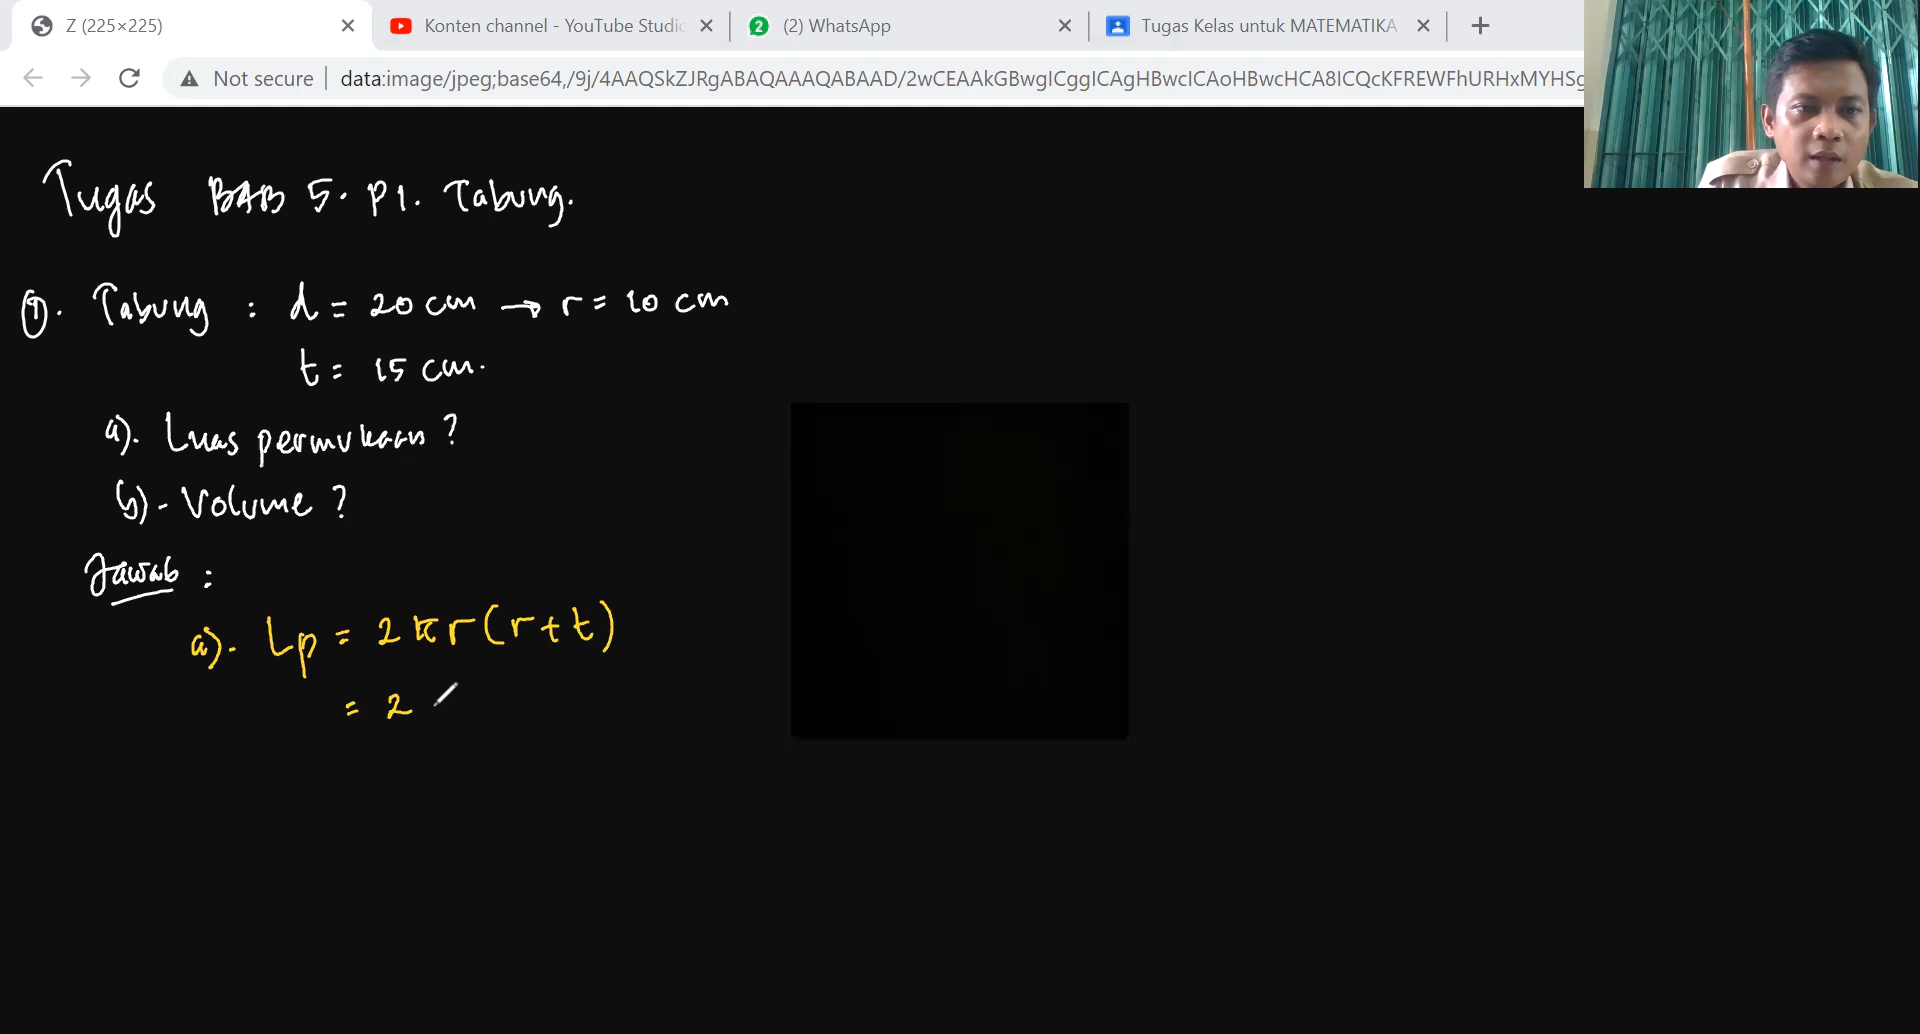 Z (225×225)
Konten channel - YouTube Studio
2 (2) WhatsApp
Tugas Kelas untuk MATEMATIKA
Not secure
data:image/jpeg;base64,/9j/4AAQSkZJRgABAQAAAQABAAD/2wCEAAkGBwgICggICAgHBwcICAoHBwcHCA8ICQcKFREWFhURHxMYHSg
Tugas BAB 5. P1. Tabung.
1. Tabung : d = 20 cm → r = 10 cm
t = 15 cm.
a). Luas permukaan ?
b). Volume ?
Jawab :
a). Lp = 2πr(r+t)
= 2